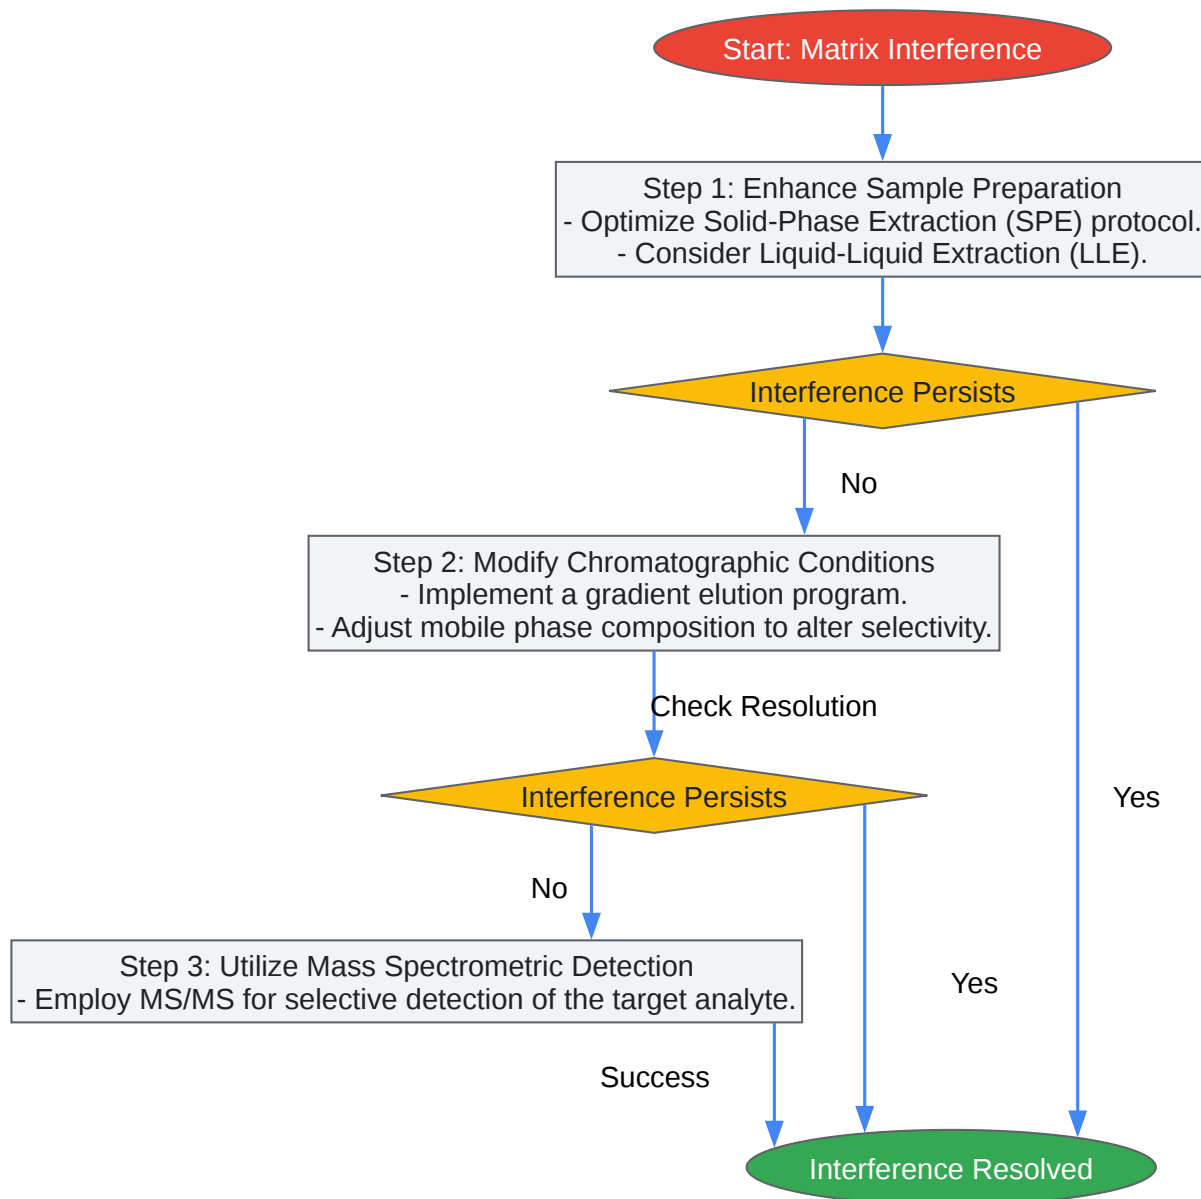 Start: Matrix Interference
Step 1: Enhance Sample Preparation
- Optimize Solid-Phase Extraction (SPE) protocol.
- Consider Liquid-Liquid Extraction (LLE).
Interference Persists
No
Step 2: Modify Chromatographic Conditions
- Implement a gradient elution program.
- Adjust mobile phase composition to alter selectivity.
Check Resolution
Interference Persists
Yes
No
Step 3: Utilize Mass Spectrometric Detection
- Employ MS/MS for selective detection of the target analyte.
Yes
Success
Interference Resolved